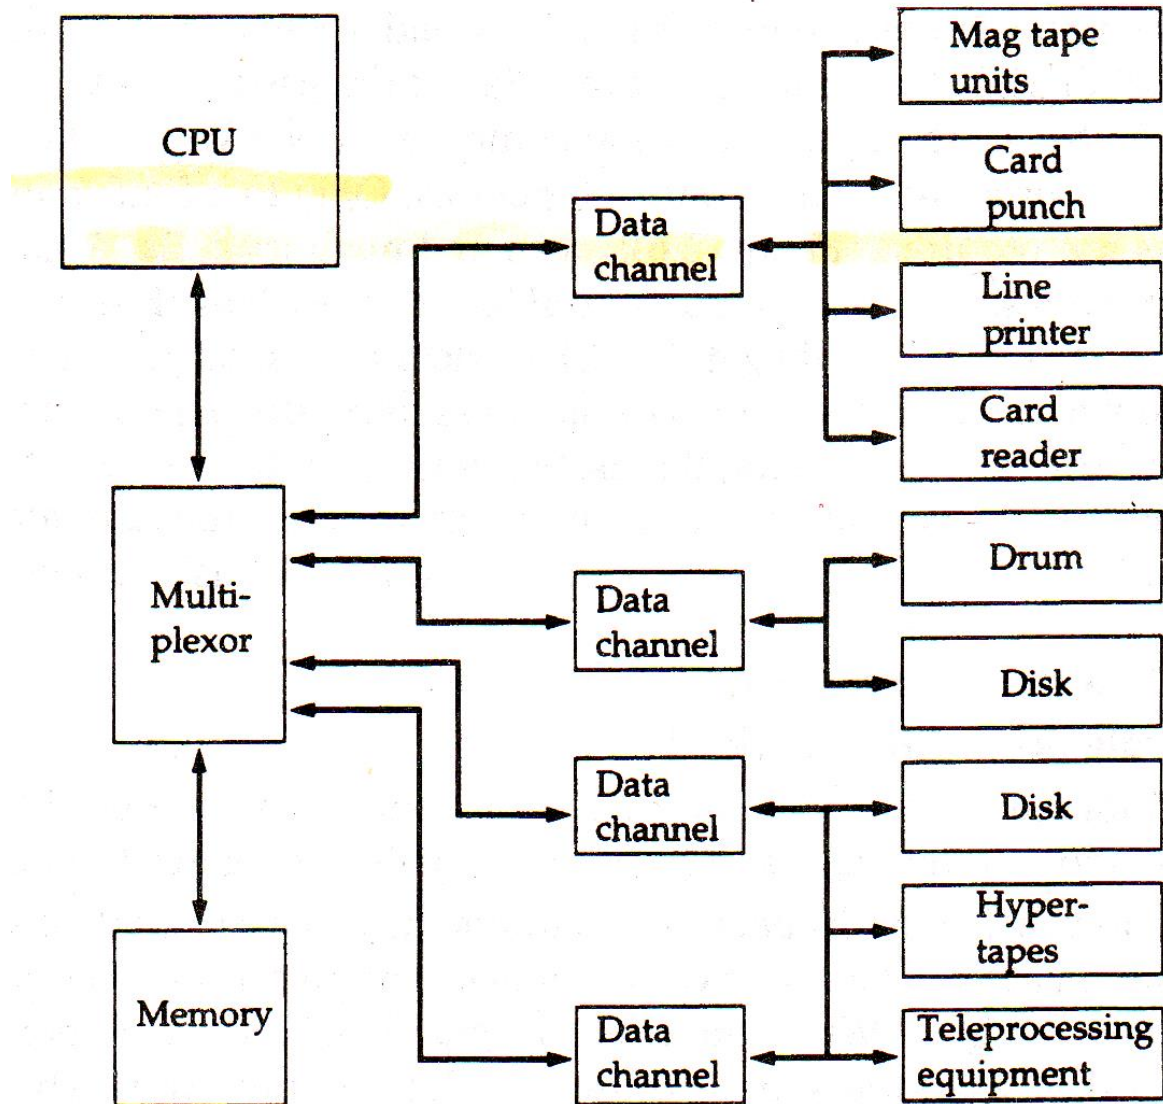 CPU
Multi-
plexor
Memory
Data
channel
Data
channel
Data
channel
Data
channel
Mag tape
units
Card
punch
Line
printer
Card
reader
Drum
Disk
Disk
Hyper-
tapes
Teleprocessing
equipment